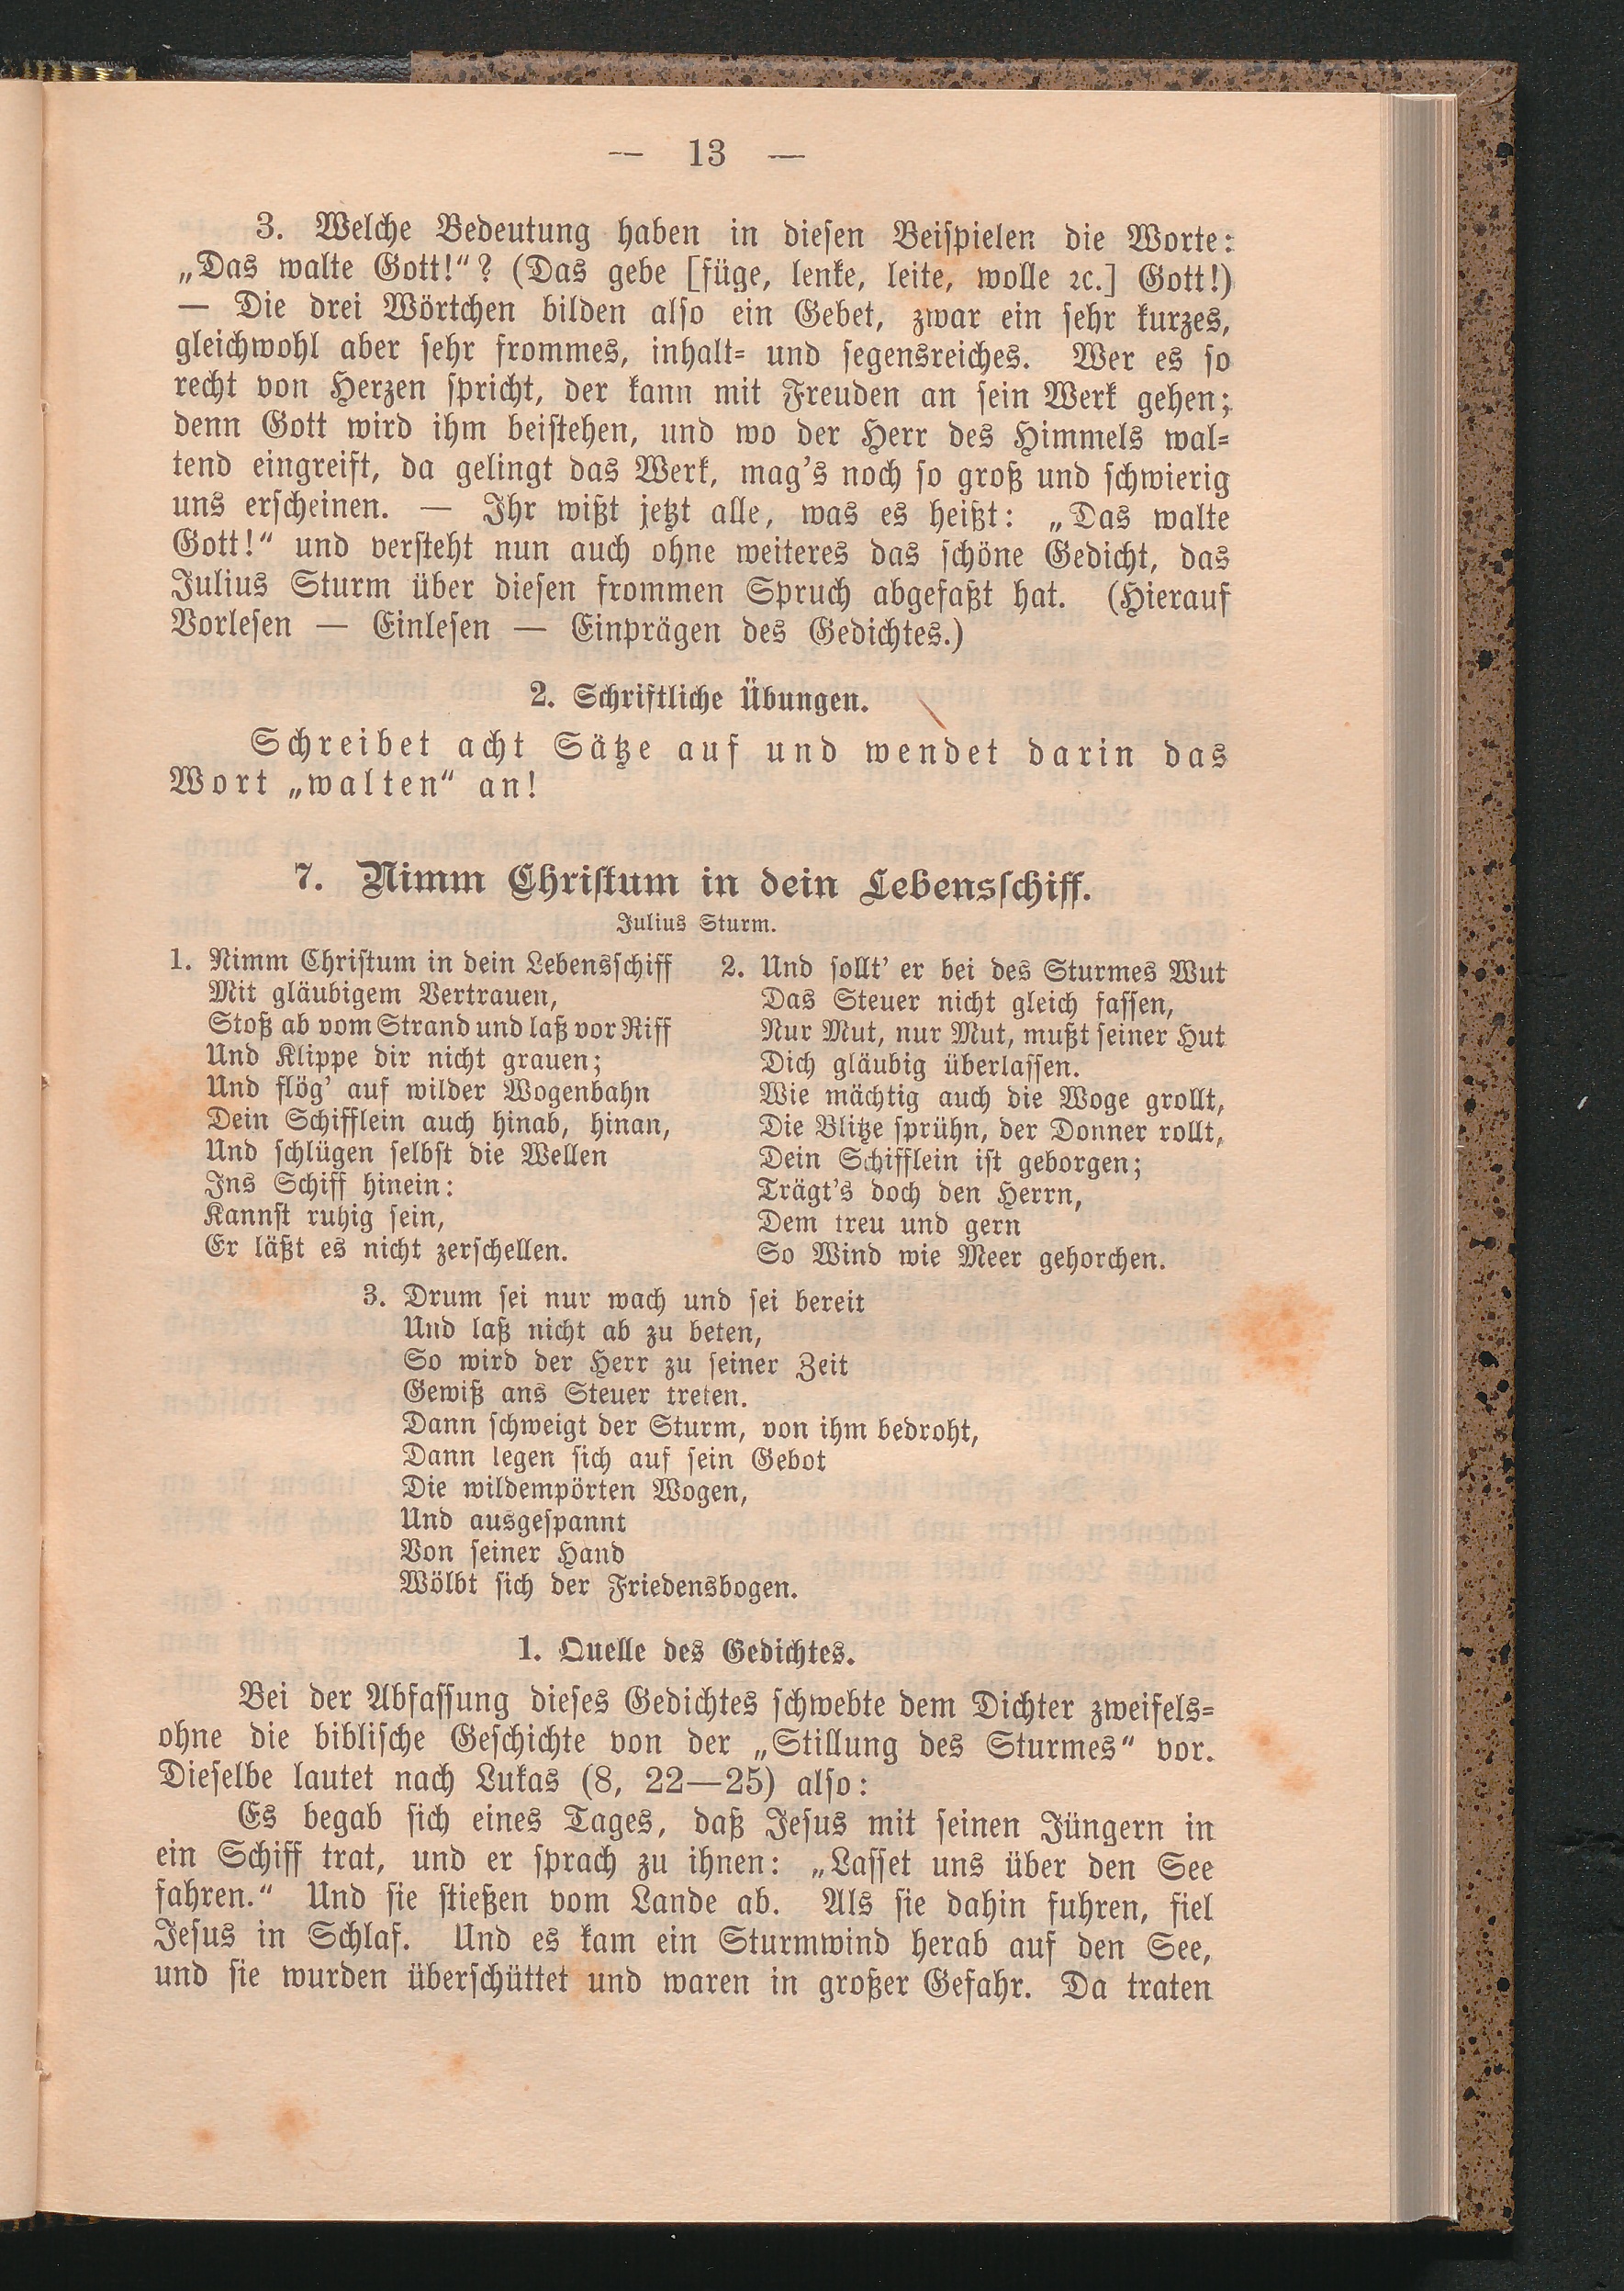 — 13 —
3. Welche Bedeutung haben in diesen Beispielen die Worte:
„Das walte Gott!“? (Das gebe [füge, lenke, leite, wolle ꝛc.] Gott!)
— Die drei Wörtchen bilden also ein Gebet, zwar ein sehr kurzes,
gleichwohl aber sehr frommes, inhalt- und segensreiches. Wer es so
recht von Herzen spricht, der kann mit Freuden an sein Werk gehen;
denn Gott wird ihm beistehen, und wo der Herr des Himmels wal-
tend eingreift, da gelingt das Werk, mag's noch so groß und schwierig
uns erscheinen. — Ihr wißt jetzt alle, was es heißt: „Das walte
Gott!“ und versteht nun auch ohne weiteres das schöne Gedicht, das
Julius Sturm über diesen frommen Spruch abgefaßt hat. (Hierauf
Vorlesen — Einlesen — Einprägen des Gedichtes.)
2. Schriftliche Übungen.
Schreibet acht Sätze auf und wendet darin das
Wort „walten“ an!
7. Nimm Christum in dein Lebensschiff.
Julius Sturm.
1. Nimm Christum in dein Lebensschiff
Mit gläubigem Vertrauen,
Stoß ab vom Strand und laß vor Riff
Und Klippe dir nicht grauen;
Und flög' auf wilder Wogenbahn
Dein Schifflein auch hinab, hinan,
Und schlügen selbst die Wellen
Ins Schiff hinein:
Kannst ruhig sein,
Er läßt es nicht zerschellen.
2. Und sollt' er bei des Sturmes Wut
Das Steuer nicht gleich fassen,
Nur Mut, nur Mut, mußt seiner Hut
Dich gläubig überlassen.
Wie mächtig auch die Woge grollt,
Die Blitze sprühn, der Donner rollt,
Dein Schifflein ist geborgen;
Trägt's doch den Herrn,
Dem treu und gern
So Wind wie Meer gehorchen.
3. Drum sei nur wach und sei bereit
Und laß nicht ab zu beten,
So wird der Herr zu seiner Zeit
Gewiß ans Steuer treten.
Dann schweigt der Sturm, von ihm bedroht,
Dann legen sich auf sein Gebot
Die wildempörten Wogen,
Und ausgespannt
Von seiner Hand
Wölbt sich der Friedensbogen.
1. Quelle des Gedichtes.
Bei der Abfassung dieses Gedichtes schwebte dem Dichter zweifels-
ohne die biblische Geschichte von der „Stillung des Sturmes“ vor.
Dieselbe lautet nach Lukas (8, 22—25) also:
Es begab sich eines Tages, daß Jesus mit seinen Jüngern in
ein Schiff trat, und er sprach zu ihnen: „Lasset uns über den See
fahren.“ Und sie stießen vom Lande ab. Als sie dahin fuhren, fiel
Jesus in Schlaf. Und es kam ein Sturmwind herab auf den See,
und sie wurden überschüttet und waren in großer Gefahr. Da traten